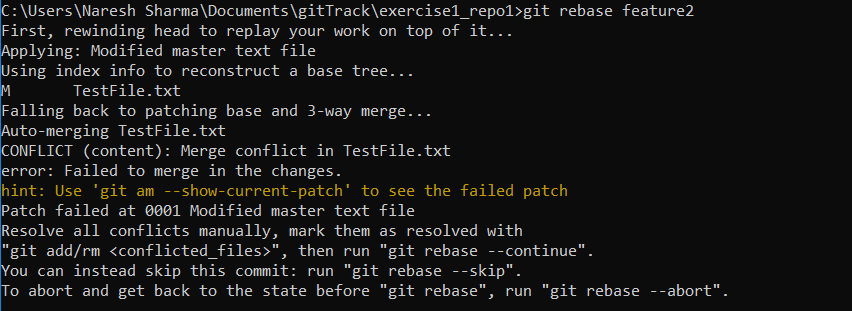 C:\Users\Naresh Sharma\Documents\gitTrack\exercise1_repo1>git rebase feature2
First, rewinding head to replay your work on top of it...
Applying: Modified master text file
Using index info to reconstruct a base tree...
M       TestFile.txt
Falling back to patching base and 3-way merge...
Auto-merging TestFile.txt
CONFLICT (content): Merge conflict in TestFile.txt
error: Failed to merge in the changes.
hint: Use 'git am --show-current-patch' to see the failed patch
Patch failed at 0001 Modified master text file
Resolve all conflicts manually, mark them as resolved with
"git add/rm <conflicted_files>", then run "git rebase --continue".
You can instead skip this commit: run "git rebase --skip".
To abort and get back to the state before "git rebase", run "git rebase --abort".